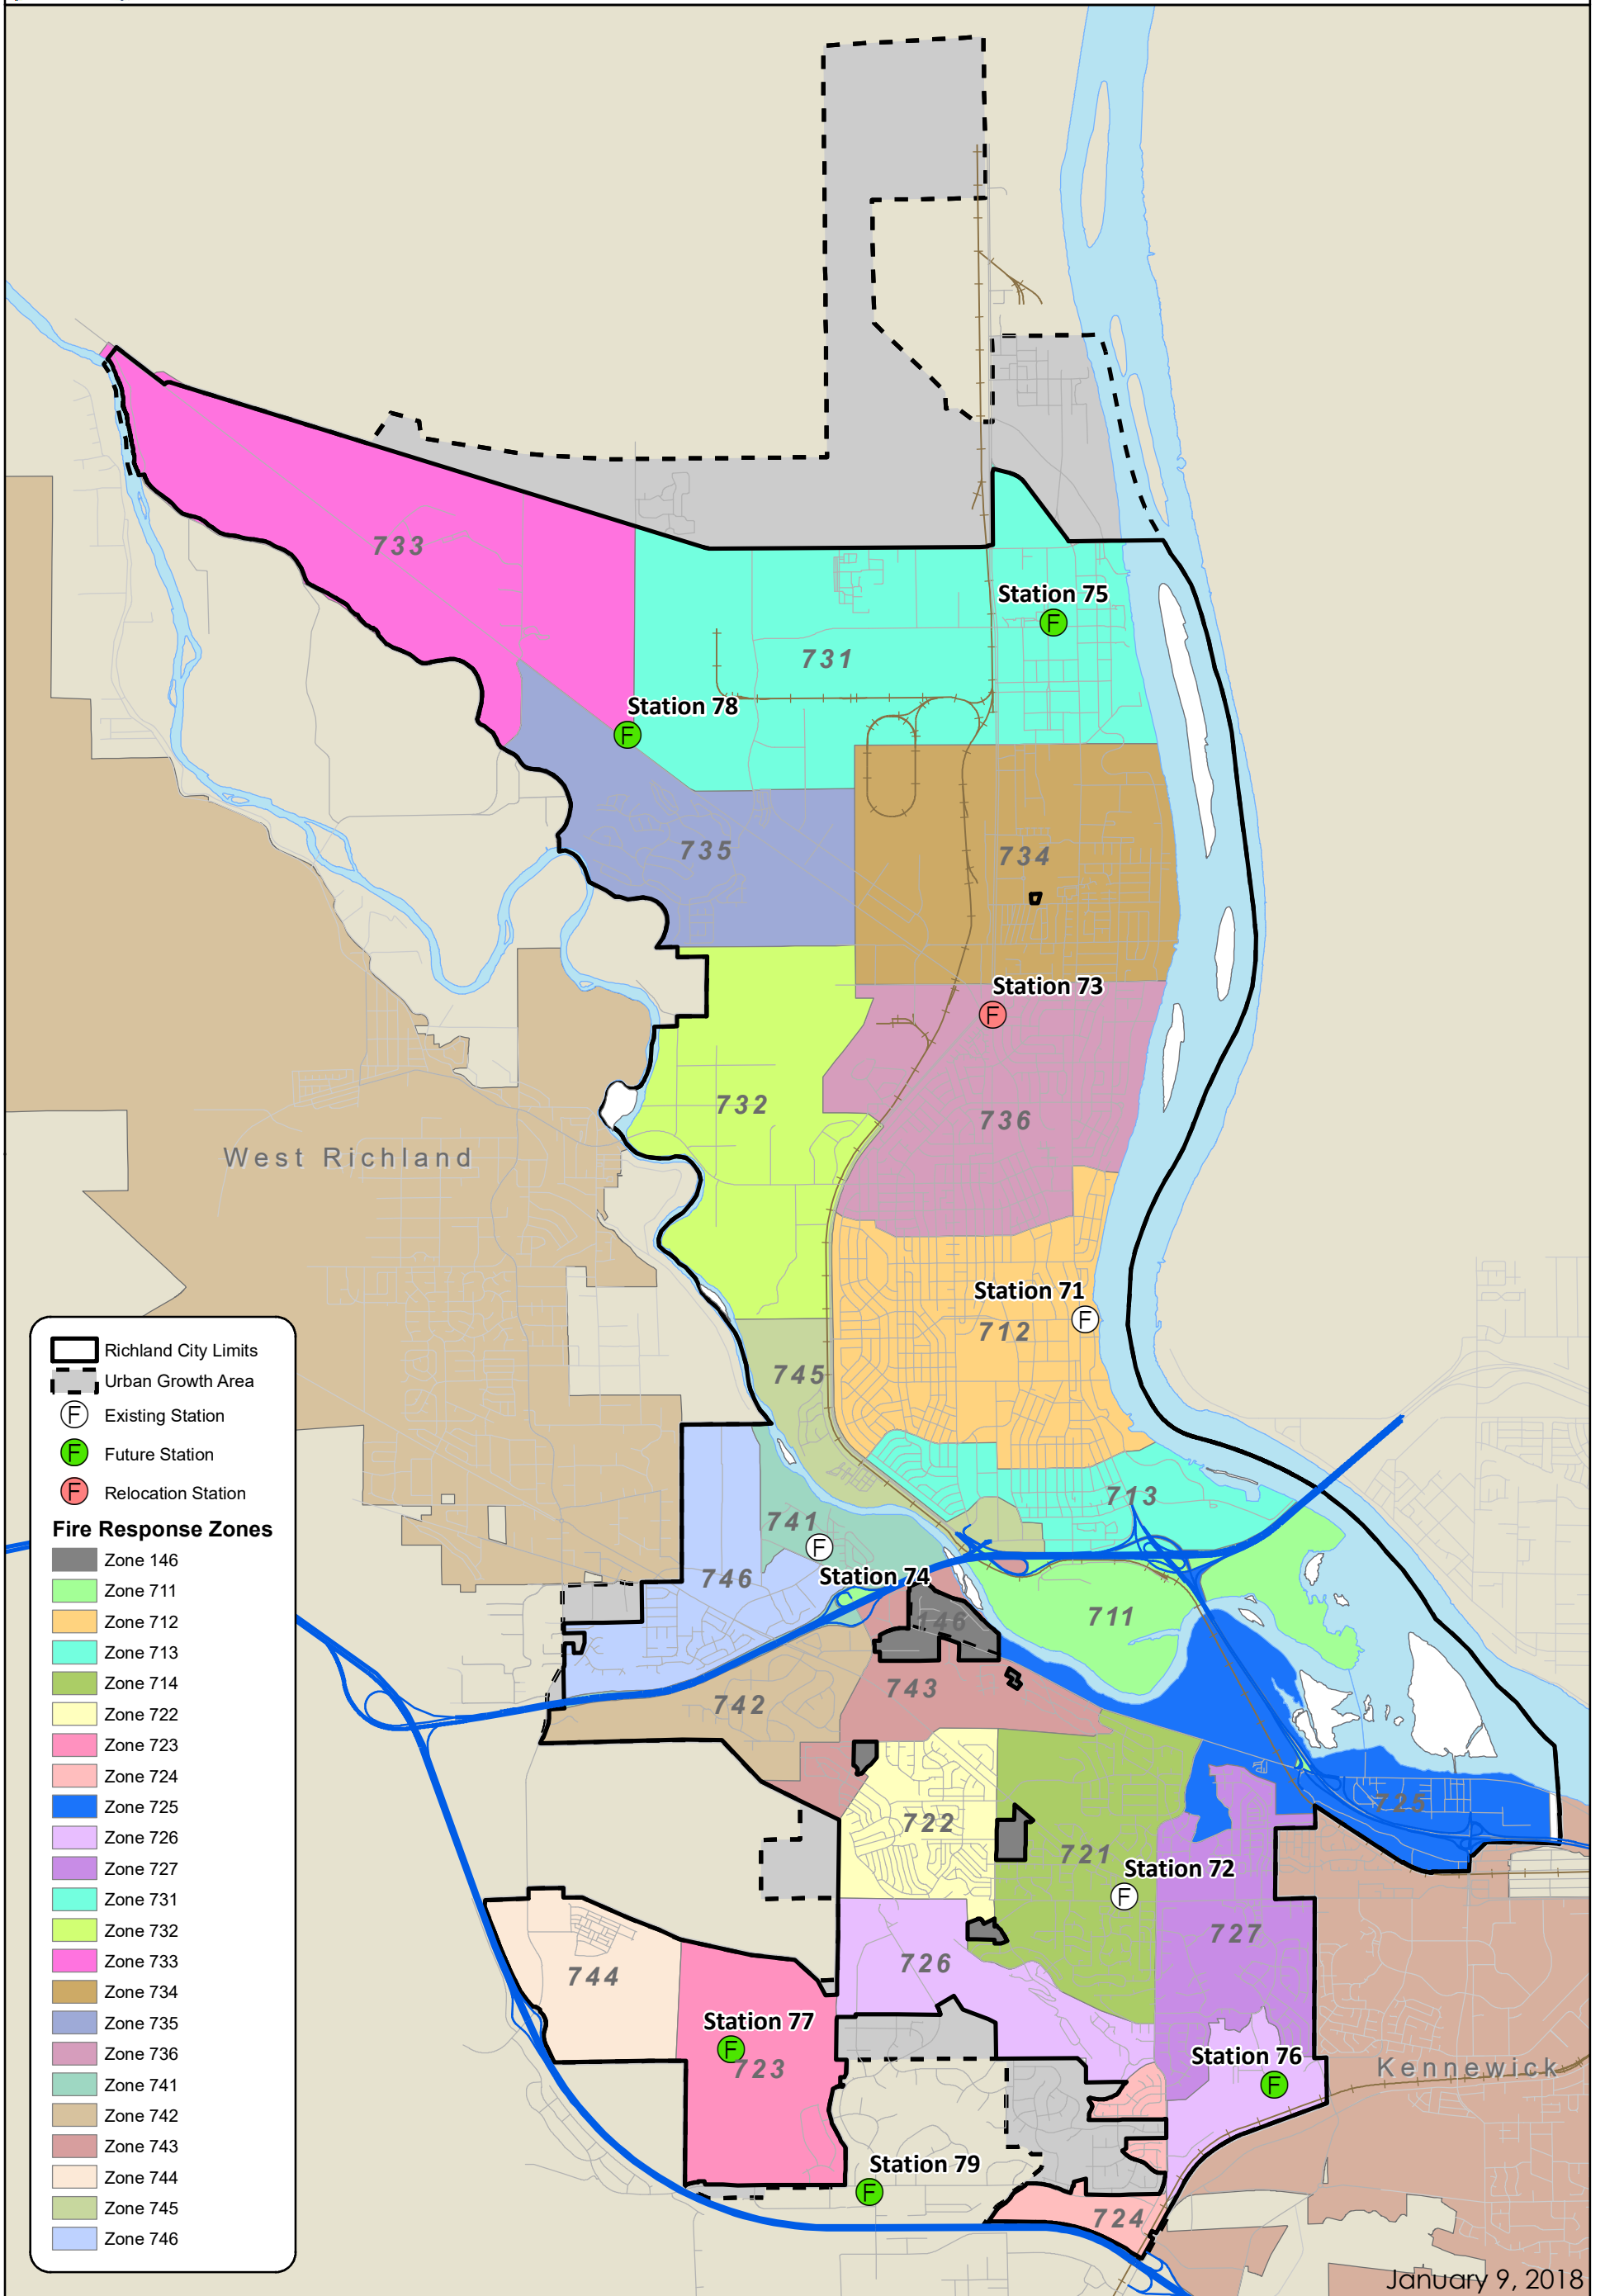 733
Station 75
731
Station 78
735
734
Station 73
732
736
West Richland
Station 71
712
745
713
741
Station 74
746
146
711
742
743
725
722
721
Station 72
727
726
744
Station 77
723
Station 76
Kennewick
Station 79
724
Richland City Limits
Urban Growth Area
F Existing Station
F Future Station
F Relocation Station
Fire Response Zones
Zone 146
Zone 711
Zone 712
Zone 713
Zone 714
Zone 722
Zone 723
Zone 724
Zone 725
Zone 726
Zone 727
Zone 731
Zone 732
Zone 733
Zone 734
Zone 735
Zone 736
Zone 741
Zone 742
Zone 743
Zone 744
Zone 745
Zone 746
F
F
F
F
F
F
F
F
F
January 9, 2018